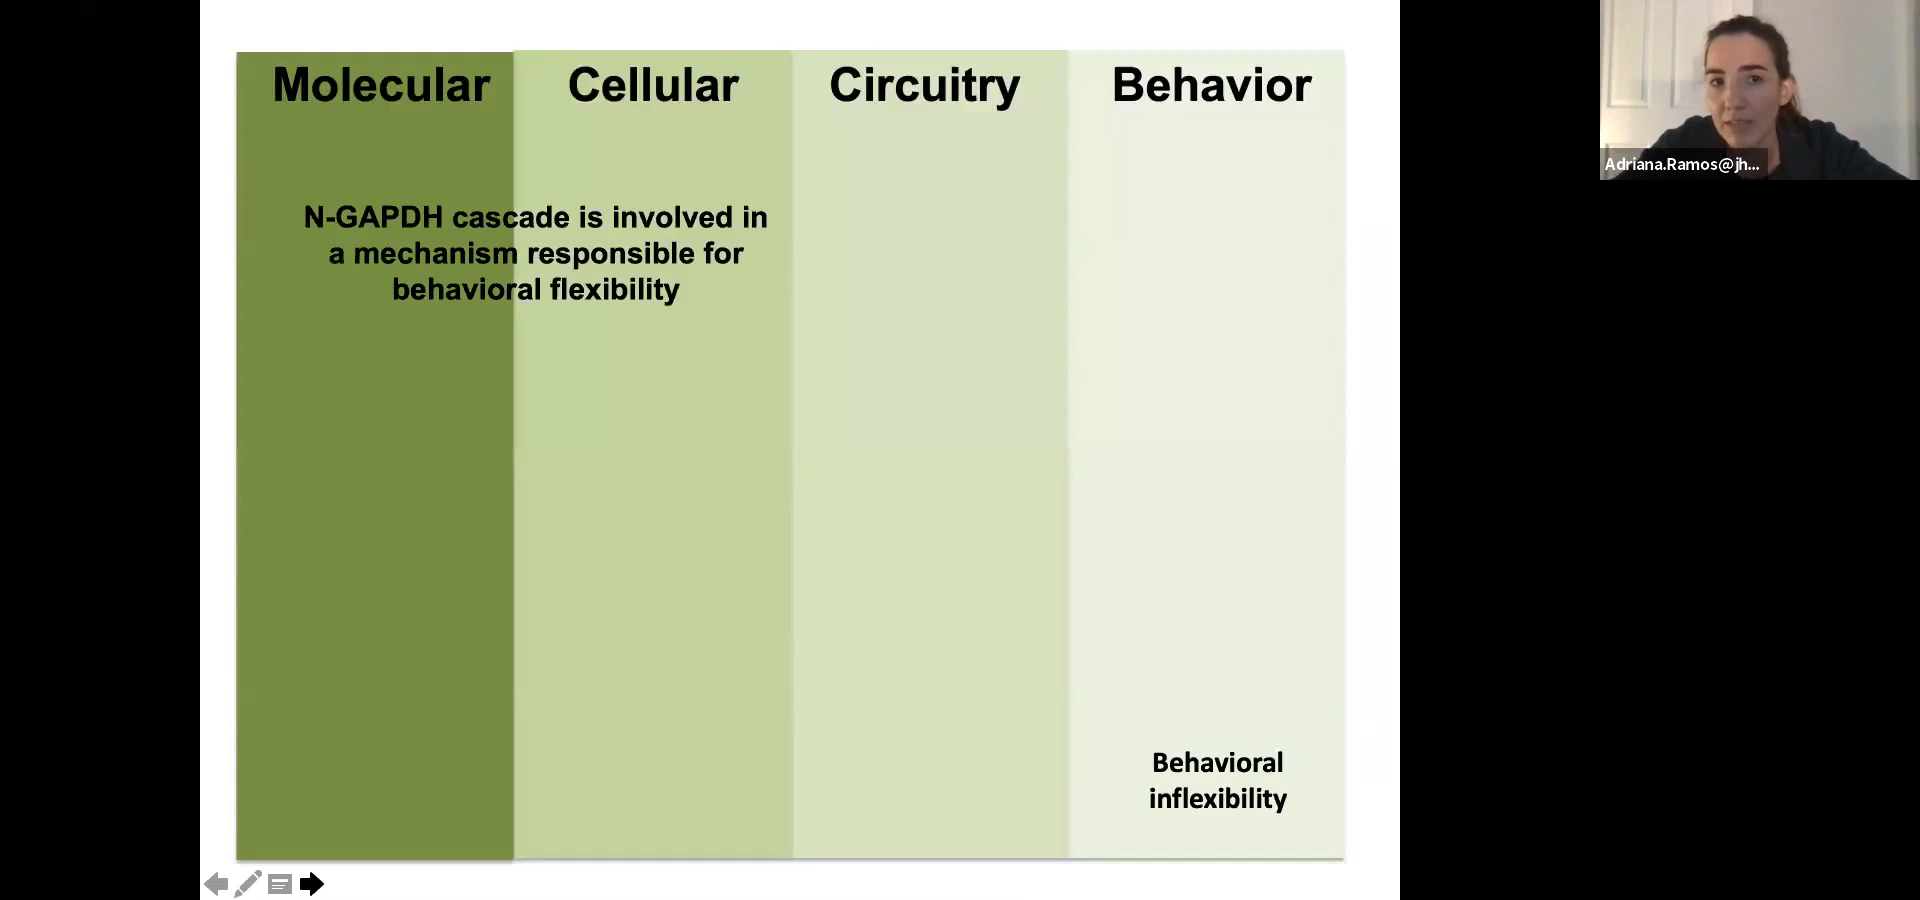 Molecular
Cellular
Circuitry
Behavior
N-GAPDH cascade is involved in
a mechanism responsible for
behavioral flexibility
Behavioral
inflexibility
Adriana.Ramos@jh...